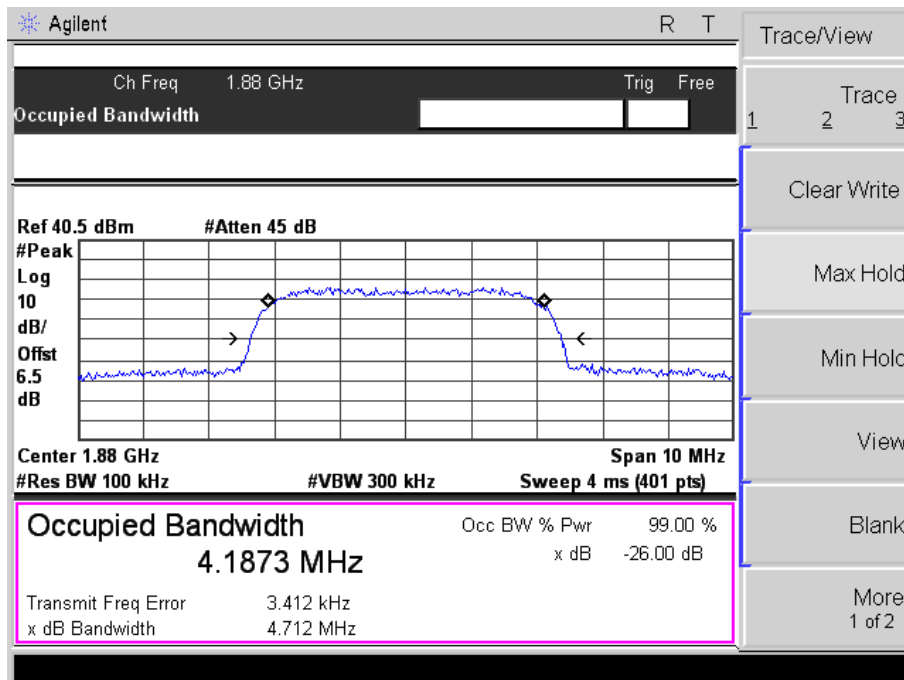 Agilent R T
Trace/View
Ch Freq 1.88 GHz Trig Free
Occupied Bandwidth
Trace
1 2 3
Clear Write
Max Hold
Min Hold
View
Blank
More
1 of 2
Ref 40.5 dBm #Atten 45 dB
#Peak
Log
10
dB/
Offst
6.5
dB
Center 1.88 GHz Span 10 MHz
#Res BW 100 kHz #VBW 300 kHz Sweep 4 ms (401 pts)
Occupied Bandwidth Occ BW % Pwr 99.00 %
4.1873 MHz x dB -26.00 dB
Transmit Freq Error 3.412 kHz
x dB Bandwidth 4.712 MHz